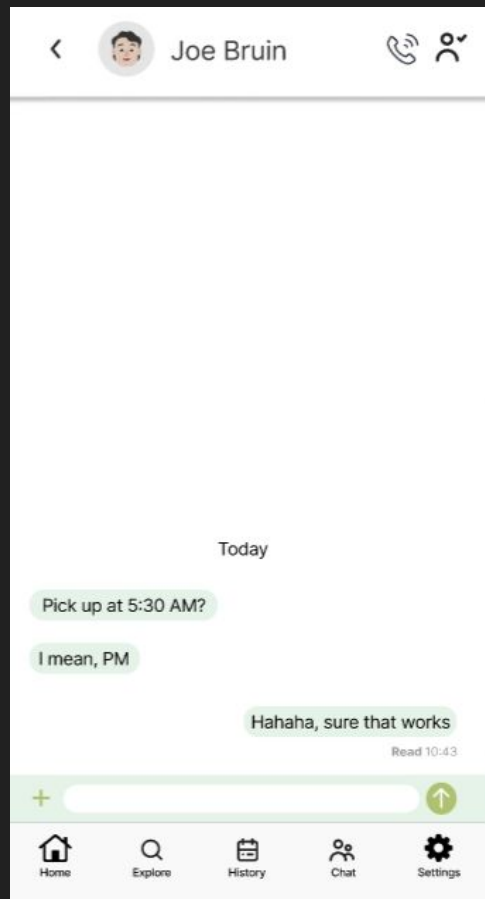 Joe Bruin
Today
Pick up at 5:30 AM?
I mean, PM
Hahaha, sure that works
Read 10:43
Home Explore History Chat Settings